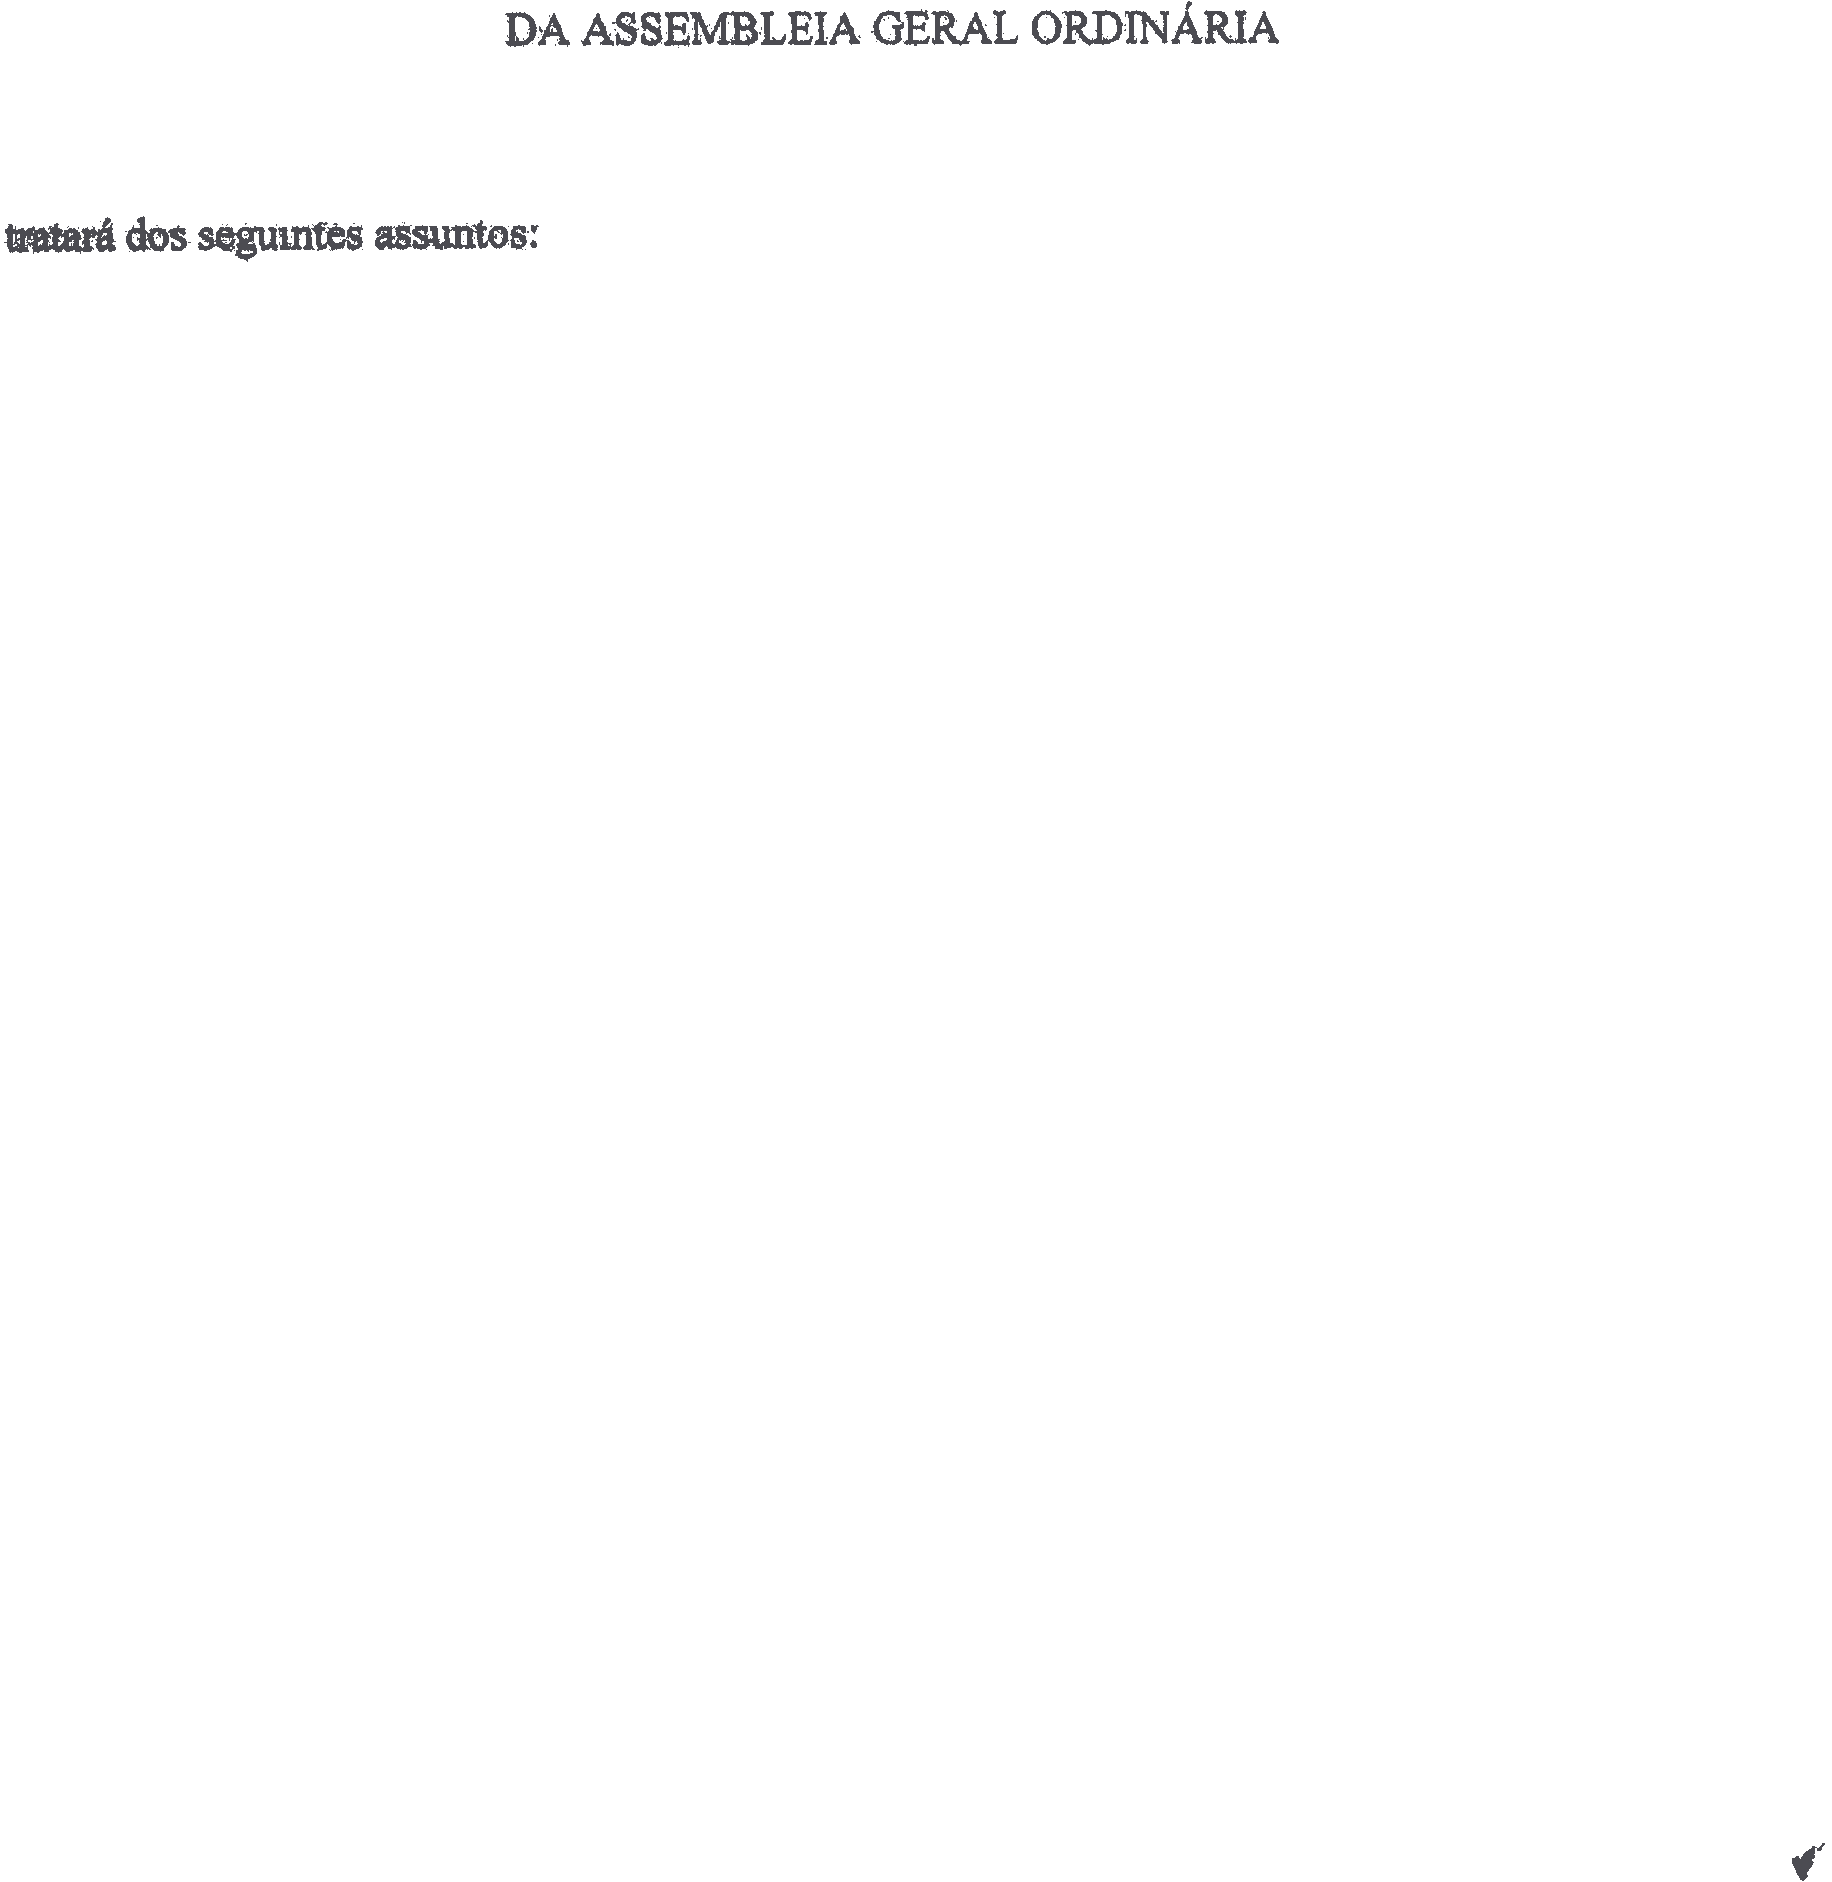 DA ASSEMBLEIA GERAL ORDINÁRIA
tratará dos seguintes assuntos: